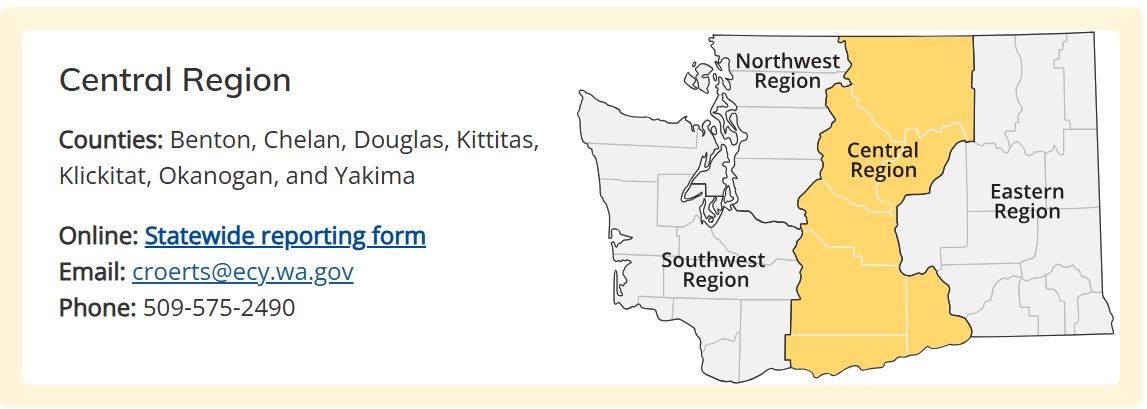 Central Region
Counties: Benton, Chelan, Douglas, Kittitas,
Klickitat, Okanogan, and Yakima
Online: Statewide reporting form
Email: croerts@ecy.wa.gov
Phone: 509-575-2490
Northwest
Region
Central
Region
Eastern
Region
Southwest
Region